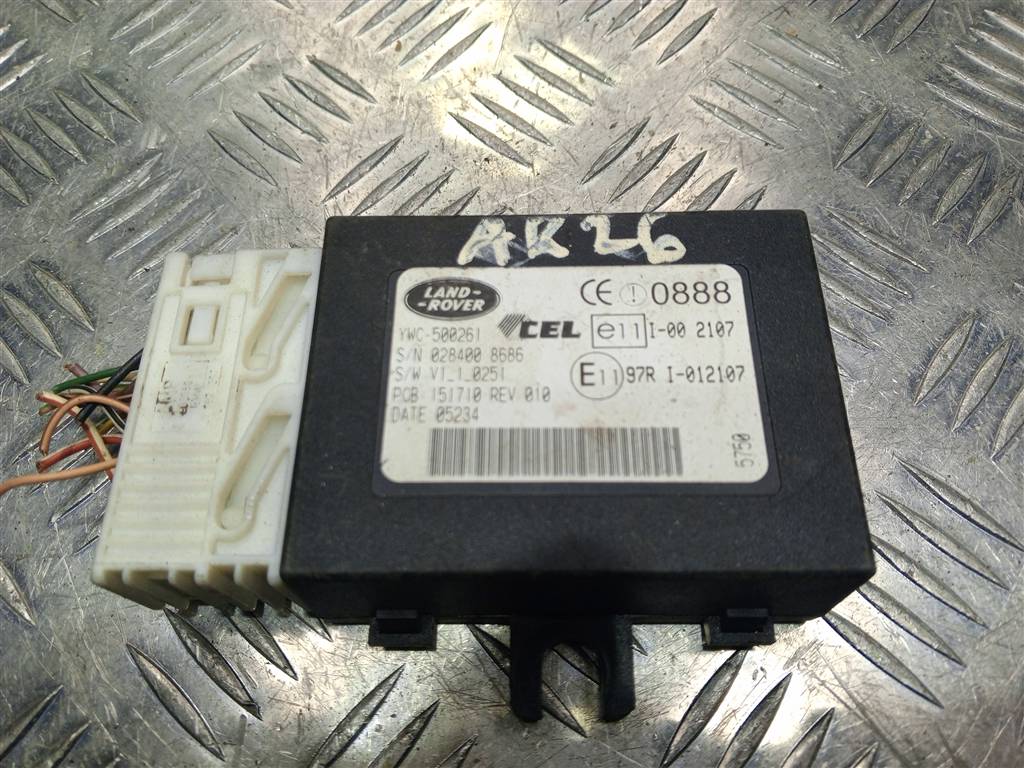 AR26
LAND-
-ROVER
CE ! 0888
YWC-500261
CEL
e11 I-00 2107
S/N 028400 8686
S/W V1_1_0251
E11 97R I-012107
PCB 151710 REV 010
DATE 05234
5750